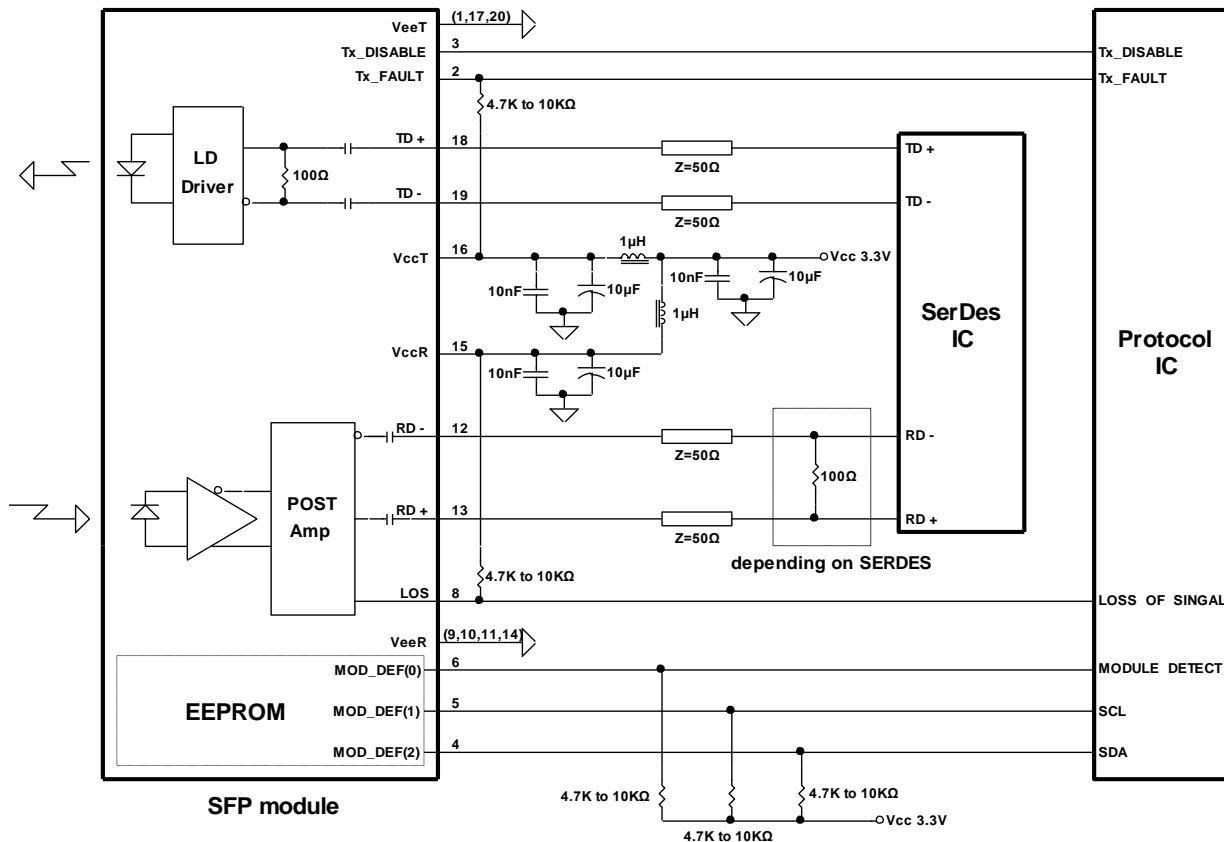 VeeT (1,17,20)
Tx_DISABLE 3 Tx_DISABLE
Tx_FAULT 2 Tx_FAULT
4.7K to 10KΩ
LD
Driver
100Ω
TD + 18 Z=50Ω TD +
TD - 19 Z=50Ω TD -
VccT 16 1µH Vcc 3.3V
10nF 10µF 10nF 10µF
1µH
SerDes
IC
Protocol
IC
VccR 15
10nF 10µF
RD - 12 Z=50Ω RD -
100Ω
POST
Amp
RD + 13 Z=50Ω RD +
depending on SERDES
4.7K to 10KΩ
LOS 8 LOSS OF SINGAL
VeeR (9,10,11,14)
EEPROM
MOD_DEF(0) 6 MODULE DETECT
MOD_DEF(1) 5 SCL
MOD_DEF(2) 4 SDA
SFP module
4.7K to 10KΩ 4.7K to 10KΩ
4.7K to 10KΩ
Vcc 3.3V